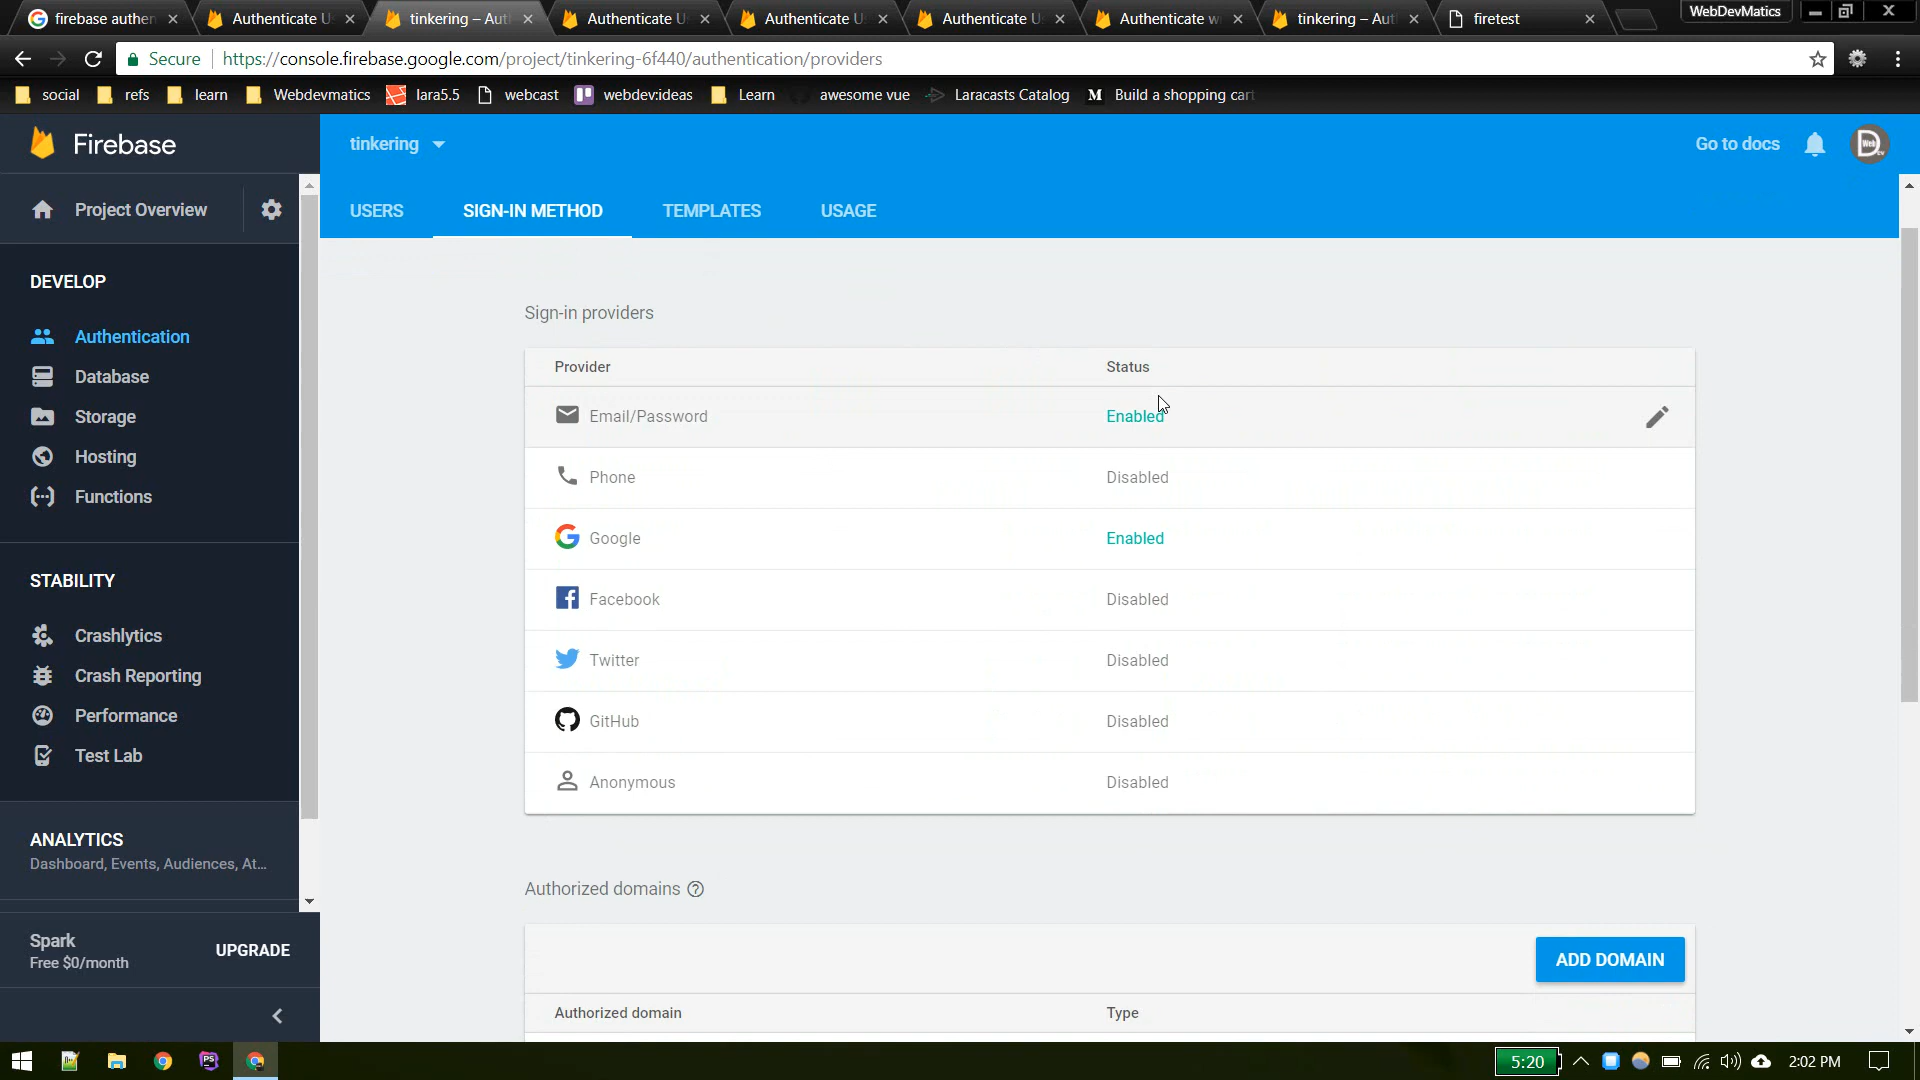 firebase authen
Authenticate U
tinkering – Aut
Authenticate U
Authenticate U
Authenticate U
Authenticate w
tinkering – Aut
firetest
WebDevMatics
Secure
https://console.firebase.google.com/project/tinkering-6f440/authentication/providers
social
refs
learn
Webdevmatics
lara5.5
webcast
webdev:ideas
Learn
awesome vue
Laracasts Catalog
M
Build a shopping cart
Firebase
tinkering
Go to docs
Project Overview
USERS
SIGN-IN METHOD
TEMPLATES
USAGE
DEVELOP
Authentication
Database
Storage
Hosting
Functions
STABILITY
Crashlytics
Crash Reporting
Performance
Test Lab
ANALYTICS
Dashboard, Events, Audiences, At...
Spark
Free $0/month
UPGRADE
Sign-in providers
Provider
Status
Email/Password
Enabled
Phone
Disabled
Google
Enabled
Facebook
Disabled
Twitter
Disabled
GitHub
Disabled
Anonymous
Disabled
Authorized domains
ADD DOMAIN
Authorized domain
Type
5:20
2:02 PM